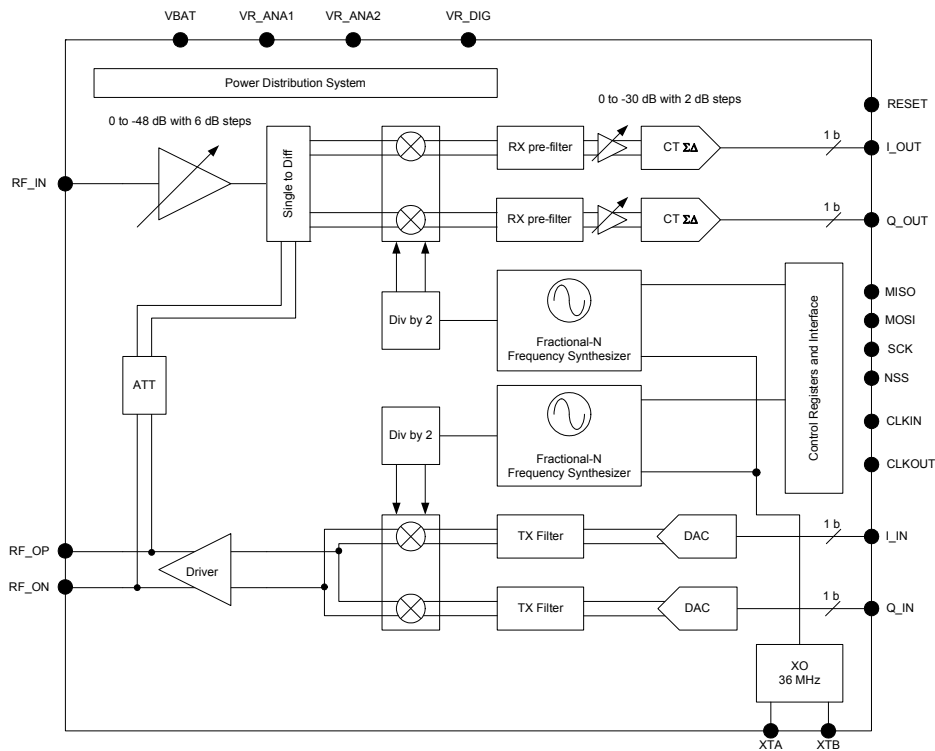 VBAT
VR_ANA1
VR_ANA2
VR_DIG
Power Distribution System
0 to -48 dB with 6 dB steps
0 to -30 dB with 2 dB steps
RESET
RF_IN
Single to Diff
RX pre-filter
CT ΣΔ
1 b
I_OUT
RX pre-filter
CT ΣΔ
1 b
Q_OUT
Div by 2
Fractional-N
Frequency Synthesizer
Control Registers and Interface
MISO
MOSI
SCK
NSS
CLKIN
CLKOUT
ATT
Div by 2
Fractional-N
Frequency Synthesizer
RF_OP
RF_ON
Driver
TX Filter
DAC
1 b
I_IN
TX Filter
DAC
1 b
Q_IN
XO
36 MHz
XTA
XTB